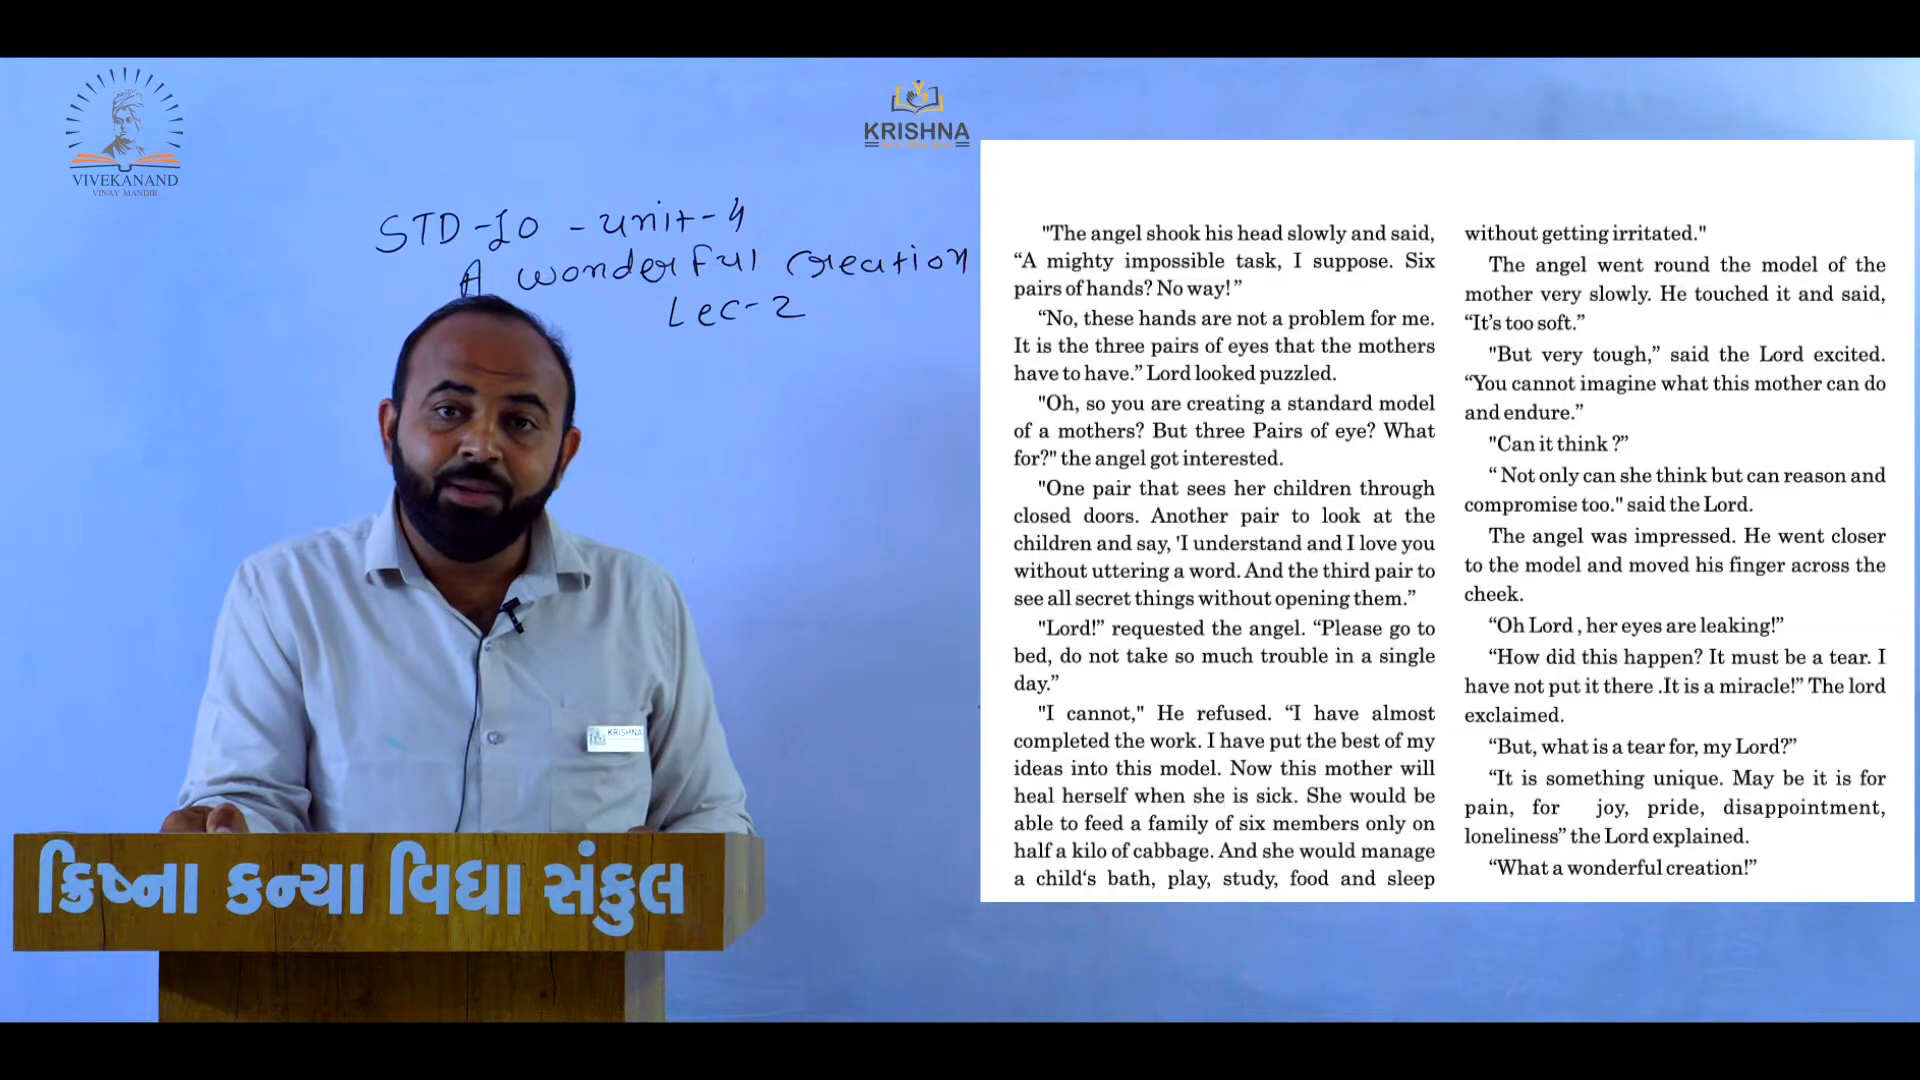 VIVEKANAND
VINAY MANDIR
KRISHNA
STD-10 - unit-4
A wonderful creation
Lec-2
"The angel shook his head slowly and said,
“A mighty impossible task, I suppose. Six
pairs of hands? No way!”
“No, these hands are not a problem for me.
It is the three pairs of eyes that the mothers
have to have.” Lord looked puzzled.
"Oh, so you are creating a standard model
of a mothers? But three Pairs of eye? What
for?" the angel got interested.
"One pair that sees her children through
closed doors. Another pair to look at the
children and say, 'I understand and I love you
without uttering a word. And the third pair to
see all secret things without opening them.”
"Lord!” requested the angel. “Please go to
bed, do not take so much trouble in a single
day.”
"I cannot," He refused. “I have almost
completed the work. I have put the best of my
ideas into this model. Now this mother will
heal herself when she is sick. She would be
able to feed a family of six members only on
half a kilo of cabbage. And she would manage
a child‘s bath, play, study, food and sleep
without getting irritated."
The angel went round the model of the
mother very slowly. He touched it and said,
“It’s too soft.”
"But very tough,” said the Lord excited.
“You cannot imagine what this mother can do
and endure.”
"Can it think ?”
“ Not only can she think but can reason and
compromise too." said the Lord.
The angel was impressed. He went closer
to the model and moved his finger across the
cheek.
“Oh Lord , her eyes are leaking!”
“How did this happen? It must be a tear. I
have not put it there .It is a miracle!” The lord
exclaimed.
“But, what is a tear for, my Lord?”
“It is something unique. May be it is for
pain, for joy, pride, disappointment,
loneliness” the Lord explained.
“What a wonderful creation!”
KRISHNA
ક્રિષ્ના કન્યા વિદ્યા સંકુલ